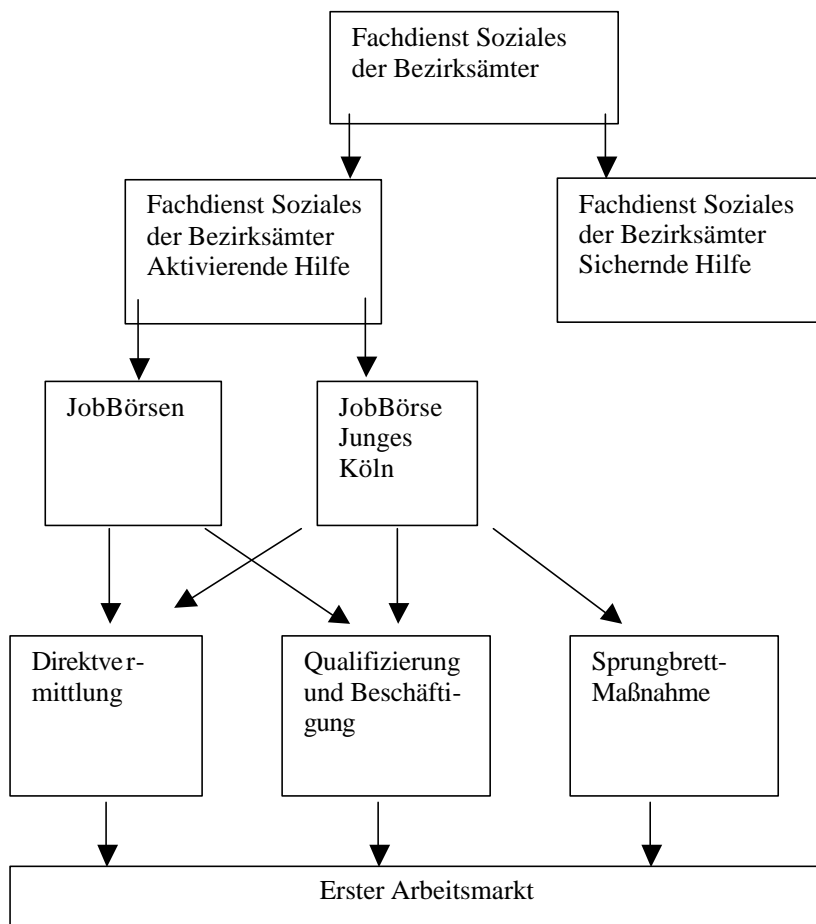 Fachdienst Soziales
der Bezirksämter
Fachdienst Soziales
der Bezirksämter
Aktivierende Hilfe
Fachdienst Soziales
der Bezirksämter
Sichernde Hilfe
JobBörsen
JobBörse
Junges
Köln
Direktver-
mittlung
Qualifizierung
und Beschäfti-
gung
Sprungbrett-
Maßnahme
Erster Arbeitsmarkt